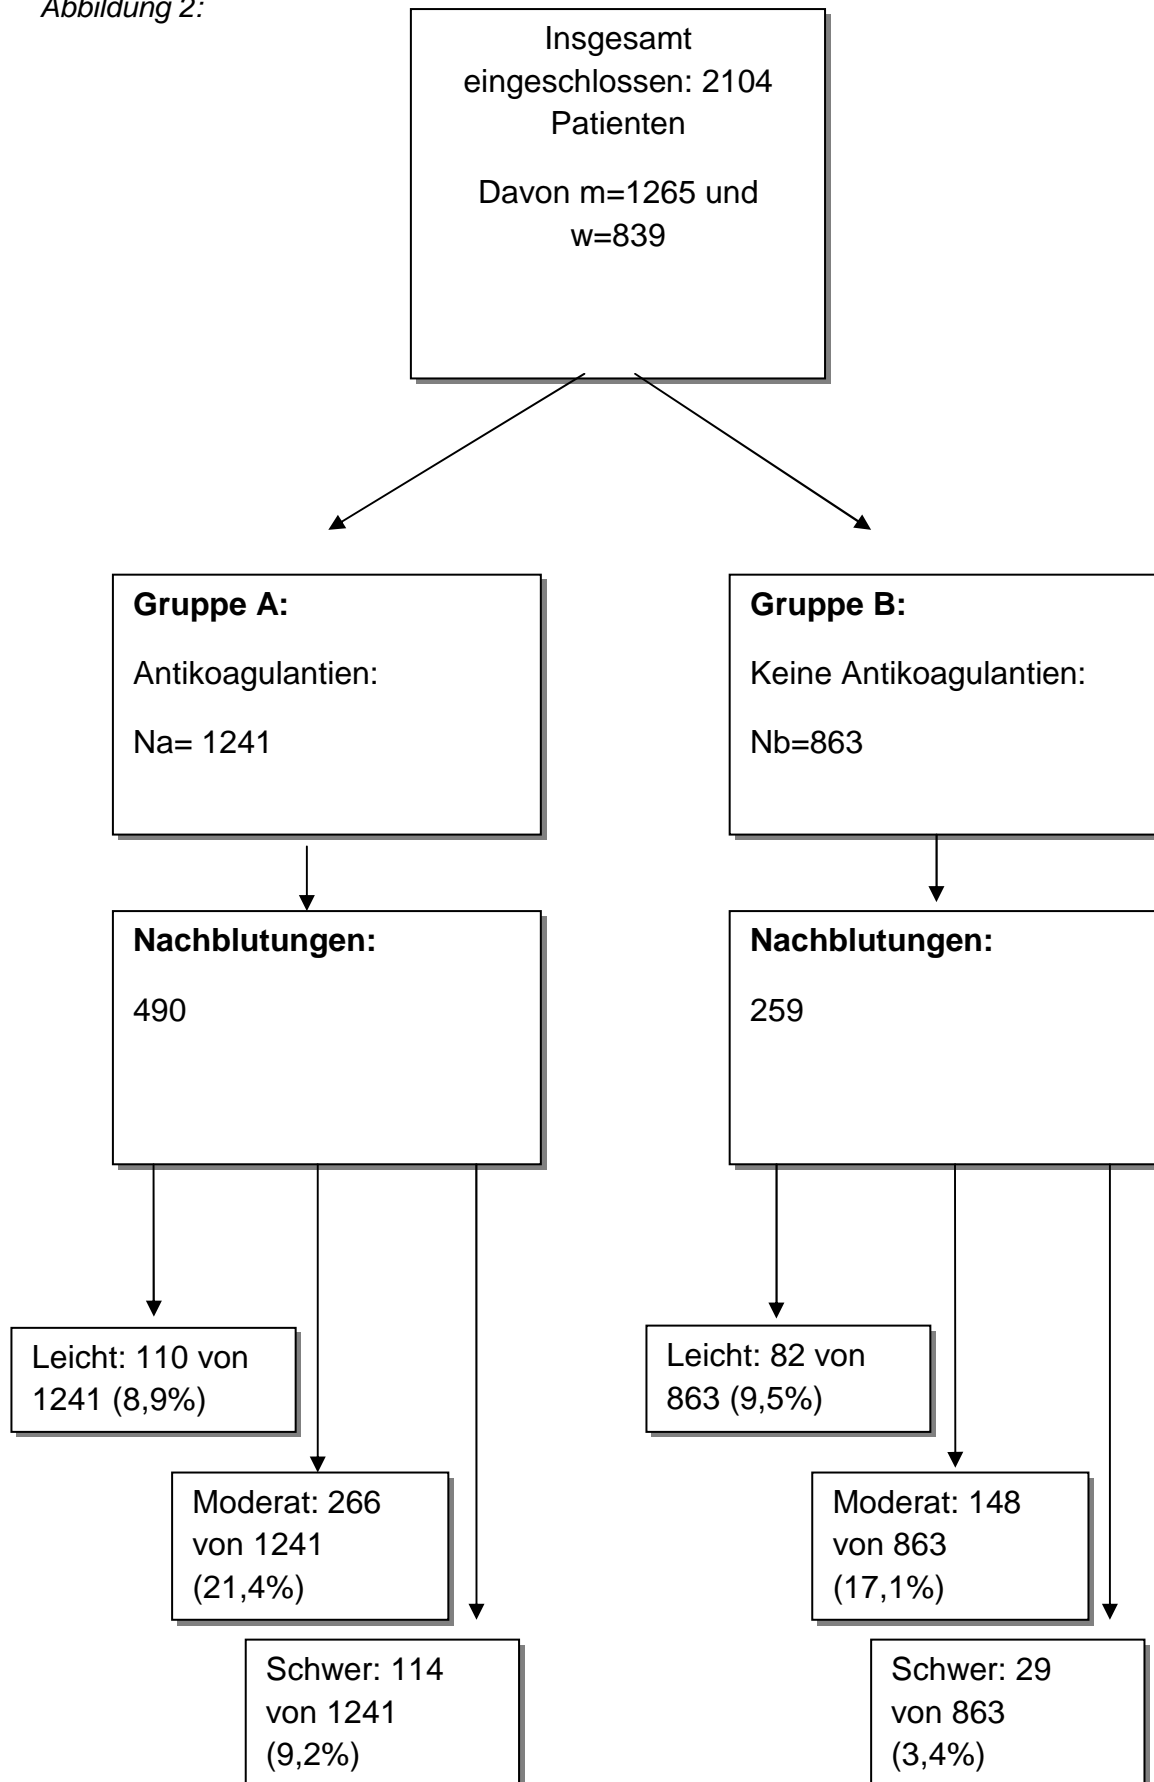 Abbildung 2:
Insgesamt
eingeschlossen: 2104
Patienten
Davon m=1265 und
w=839
Gruppe A:
Antikoagulantien:
Na= 1241
Gruppe B:
Keine Antikoagulantien:
Nb=863
Nachblutungen:
490
Nachblutungen:
259
Leicht: 110 von
1241 (8,9%)
Leicht: 82 von
863 (9,5%)
Moderat: 266
von 1241
(21,4%)
Moderat: 148
von 863
(17,1%)
Schwer: 114
von 1241
(9,2%)
Schwer: 29
von 863
(3,4%)